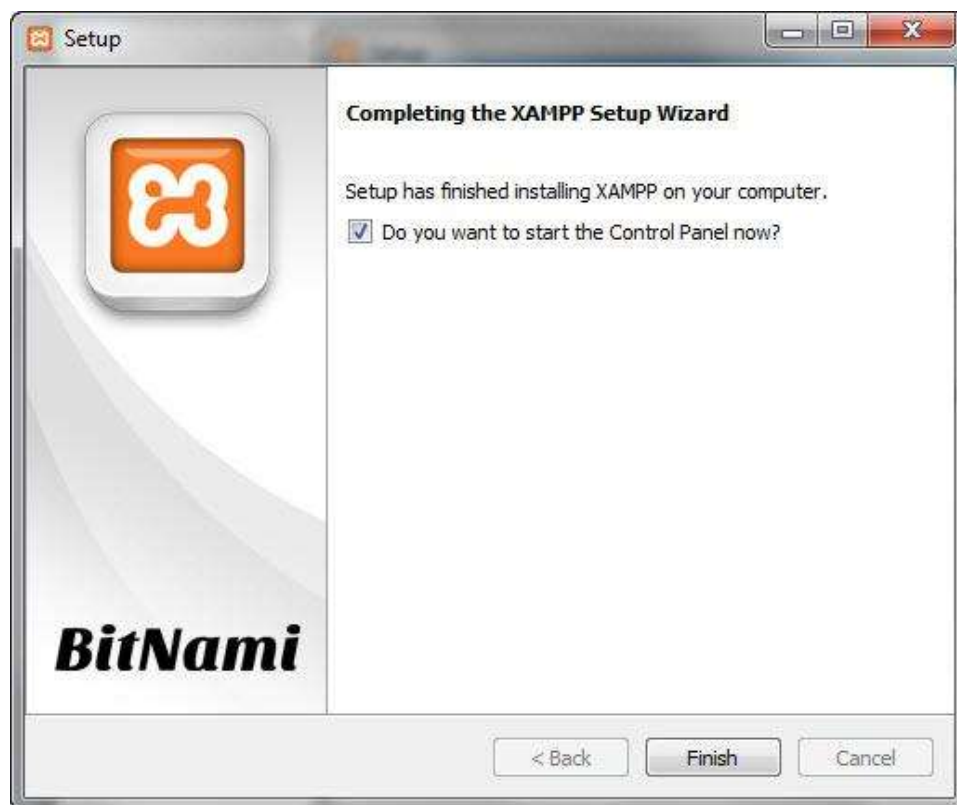 Setup
Completing the XAMPP Setup Wizard
Setup has finished installing XAMPP on your computer.
Do you want to start the Control Panel now?
BitNami
< Back
Finish
Cancel